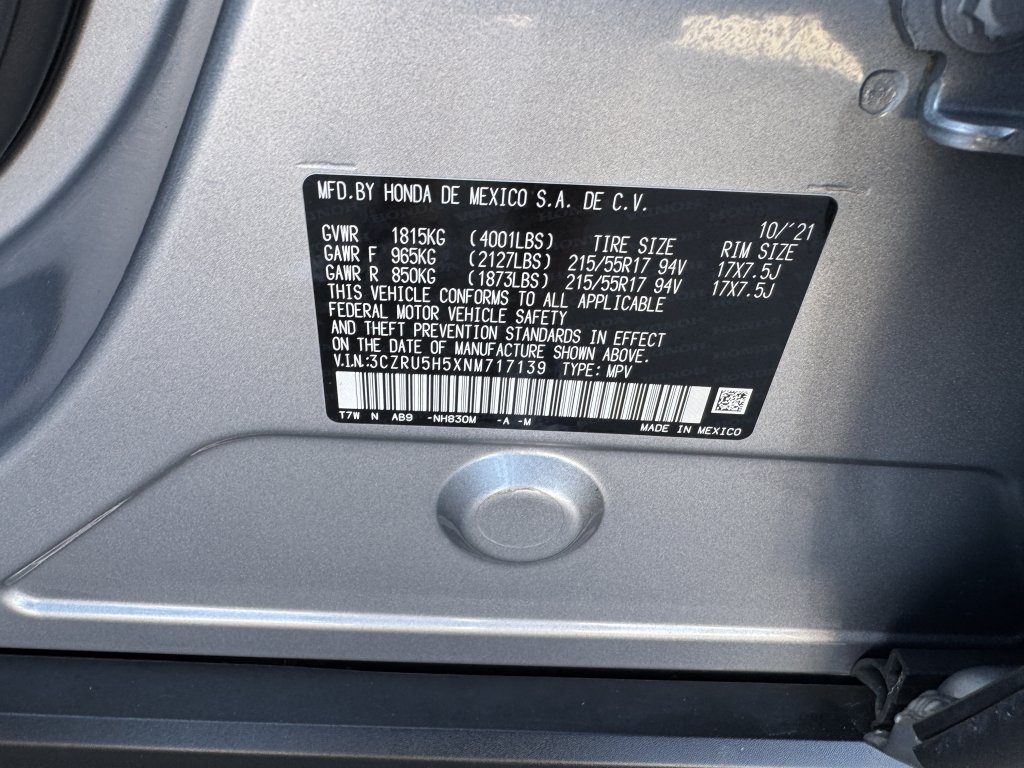 MFD.BY HONDA DE MEXICO S.A. DE C.V.
10/'21
GVWR 1815KG (4001LBS) TIRE SIZE RIM SIZE
GAWR F 965KG (2127LBS) 215/55R17 94V 17X7.5J
GAWR R 850KG (1873LBS) 215/55R17 94V 17X7.5J
THIS VEHICLE CONFORMS TO ALL APPLICABLE
FEDERAL MOTOR VEHICLE SAFETY
AND THEFT PREVENTION STANDARDS IN EFFECT
ON THE DATE OF MANUFACTURE SHOWN ABOVE.
V.I.N.:3CZRU5H5XNM717139 TYPE: MPV
T7W N AB9 -NH830M -A -M
MADE IN MEXICO